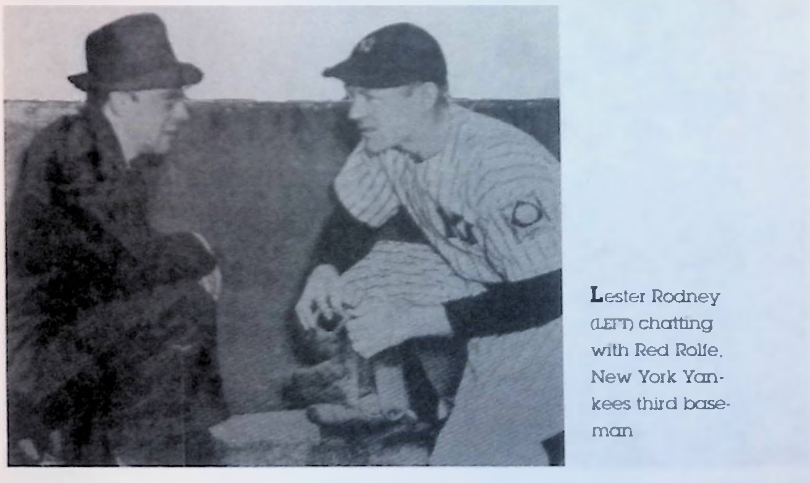 Lester Rodney
(LEFT) chatting
with Red Rolfe,
New York Yan-
kees third base-
man